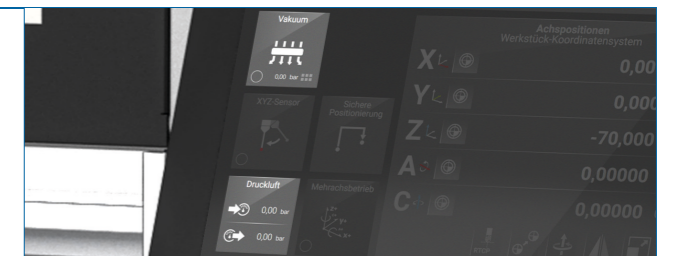 Vakuum
0,00 bar
XYZ-Sensor
Sichere
Positionierung
Druckluft
0,00 bar
0,00 bar
Mehrachsbetrieb
Achspositionen
Werkstück-Koordinatensystem
X 0,00
Y 0,000
Z -70,000
A 0,00000
C 0,00000